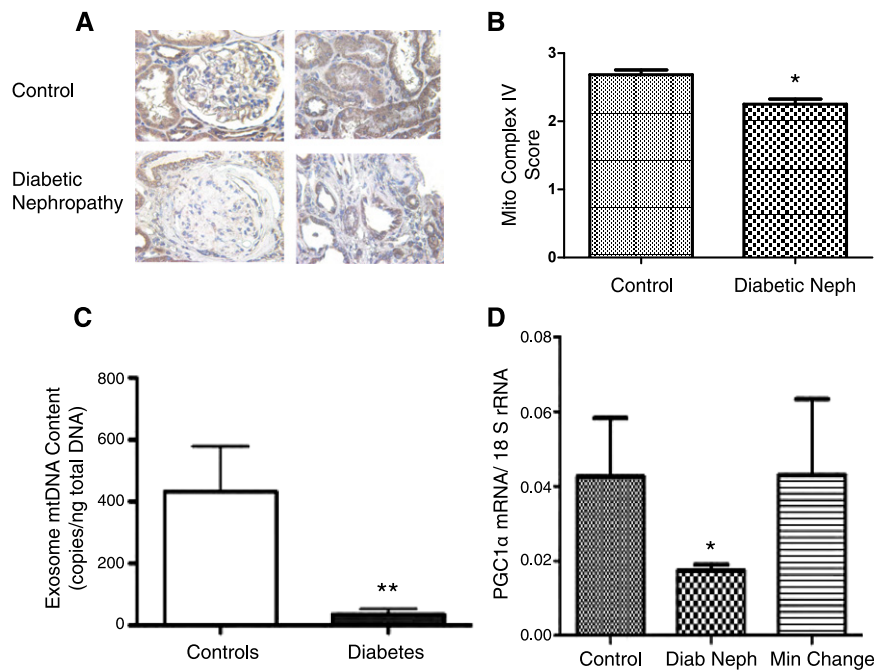 A
Control
Diabetic
Nephropathy
B
Mito Complex IV
Score
3
2
1
0
*
Control
Diabetic Neph
C
Exosome mtDNA Content
(copies/ng total DNA)
800
600
400
200
0
**
Controls
Diabetes
D
PGC1α mRNA/ 18 S rRNA
0.08
0.06
0.04
0.02
0.00
*
Control
Diab Neph
Min Change